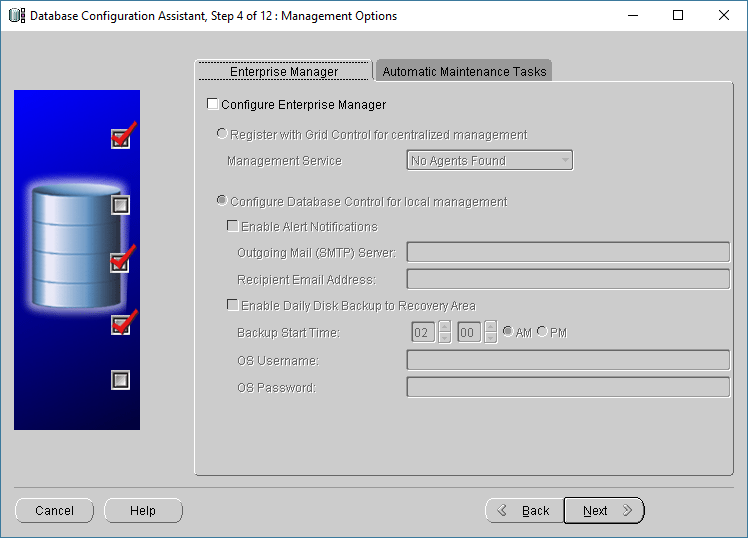 Database Configuration Assistant, Step 4 of 12 : Management Options
Enterprise Manager
Automatic Maintenance Tasks
Configure Enterprise Manager
Register with Grid Control for centralized management
Management Service
No Agents Found
Configure Database Control for local management
Enable Alert Notifications
Outgoing Mail (SMTP) Server:
Recipient Email Address:
Enable Daily Disk Backup to Recovery Area
Backup Start Time: 02 00 AM PM
OS Username:
OS Password:
Cancel Help Back Next